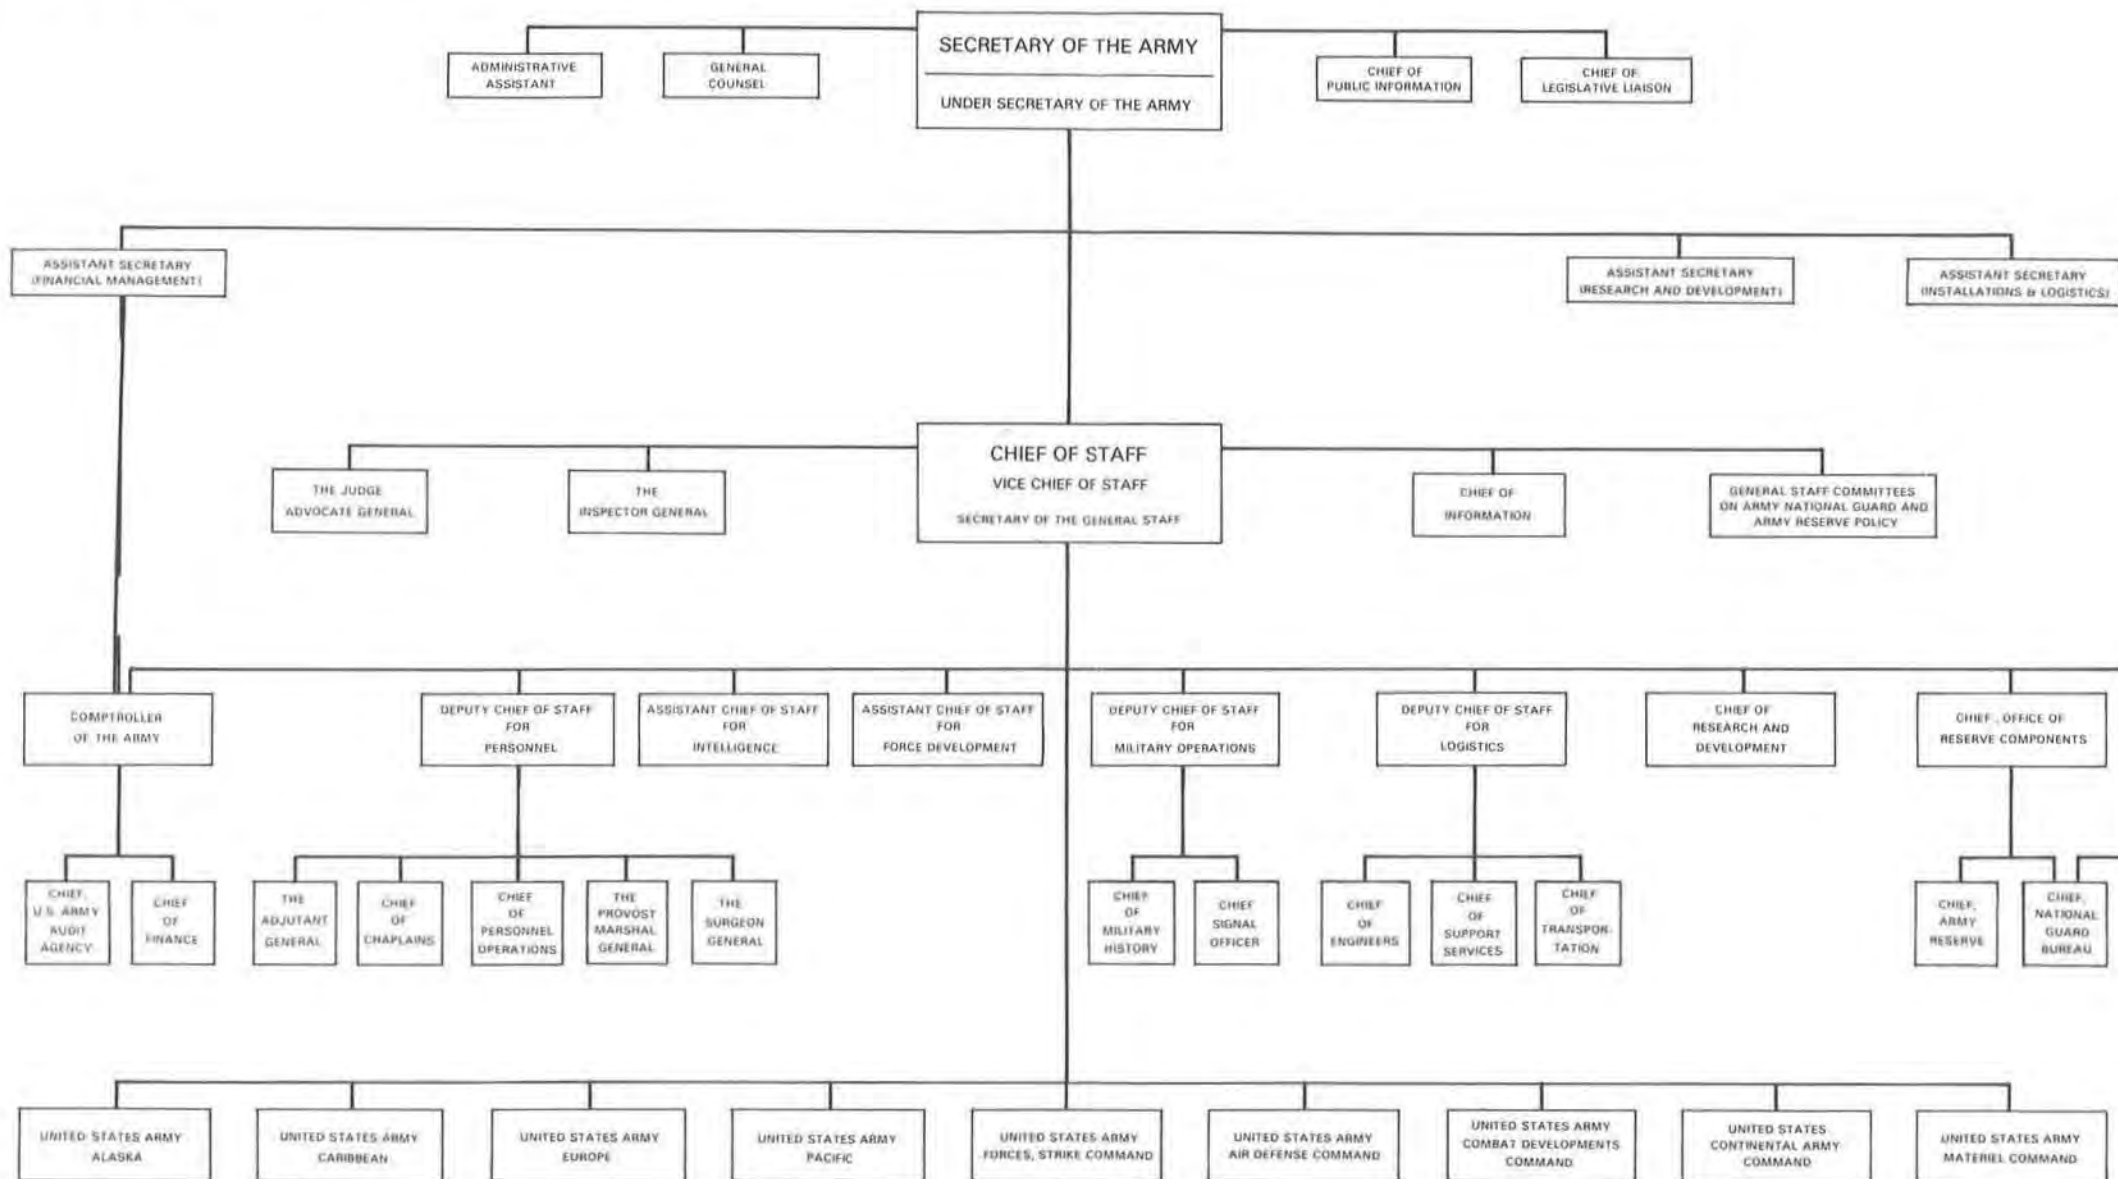 SECRETARY OF THE ARMY
UNDER SECRETARY OF THE ARMY
ADMINISTRATIVE
ASSISTANT
GENERAL
COUNSEL
CHIEF OF
PUBLIC INFORMATION
CHIEF OF
LEGISLATIVE LIAISON
ASSISTANT SECRETARY
(FINANCIAL MANAGEMENT)
ASSISTANT SECRETARY
(RESEARCH AND DEVELOPMENT)
ASSISTANT SECRETARY
(INSTALLATIONS & LOGISTICS)
CHIEF OF STAFF
VICE CHIEF OF STAFF
SECRETARY OF THE GENERAL STAFF
THE JUDGE
ADVOCATE GENERAL
THE
INSPECTOR GENERAL
CHIEF OF
INFORMATION
GENERAL STAFF COMMITTEES
ON ARMY NATIONAL GUARD AND
ARMY RESERVE POLICY
COMPTROLLER
OF THE ARMY
DEPUTY CHIEF OF STAFF
FOR
PERSONNEL
ASSISTANT CHIEF OF STAFF
FOR
INTELLIGENCE
ASSISTANT CHIEF OF STAFF
FOR
FORCE DEVELOPMENT
DEPUTY CHIEF OF STAFF
FOR
MILITARY OPERATIONS
DEPUTY CHIEF OF STAFF
FOR
LOGISTICS
CHIEF OF
RESEARCH AND
DEVELOPMENT
CHIEF, OFFICE OF
RESERVE COMPONENTS
CHIEF,
U.S. ARMY
AUDIT
AGENCY
CHIEF
OF
FINANCE
THE
ADJUTANT
GENERAL
CHIEF
OF
CHAPLAINS
CHIEF
OF
PERSONNEL
OPERATIONS
THE
PROVOST
MARSHAL
GENERAL
THE
SURGEON
GENERAL
CHIEF
OF
MILITARY
HISTORY
CHIEF
SIGNAL
OFFICER
CHIEF
OF
ENGINEERS
CHIEF
OF
SUPPORT
SERVICES
CHIEF
OF
TRANSPOR-
TATION
CHIEF,
ARMY
RESERVE
CHIEF,
NATIONAL
GUARD
BUREAU
UNITED STATES ARMY
ALASKA
UNITED STATES ARMY
CARIBBEAN
UNITED STATES ARMY
EUROPE
UNITED STATES ARMY
PACIFIC
UNITED STATES ARMY
FORCES, STRIKE COMMAND
UNITED STATES ARMY
AIR DEFENSE COMMAND
UNITED STATES ARMY
COMBAT DEVELOPMENTS
COMMAND
UNITED STATES
CONTINENTAL ARMY
COMMAND
UNITED STATES ARMY
MATERIEL COMMAND